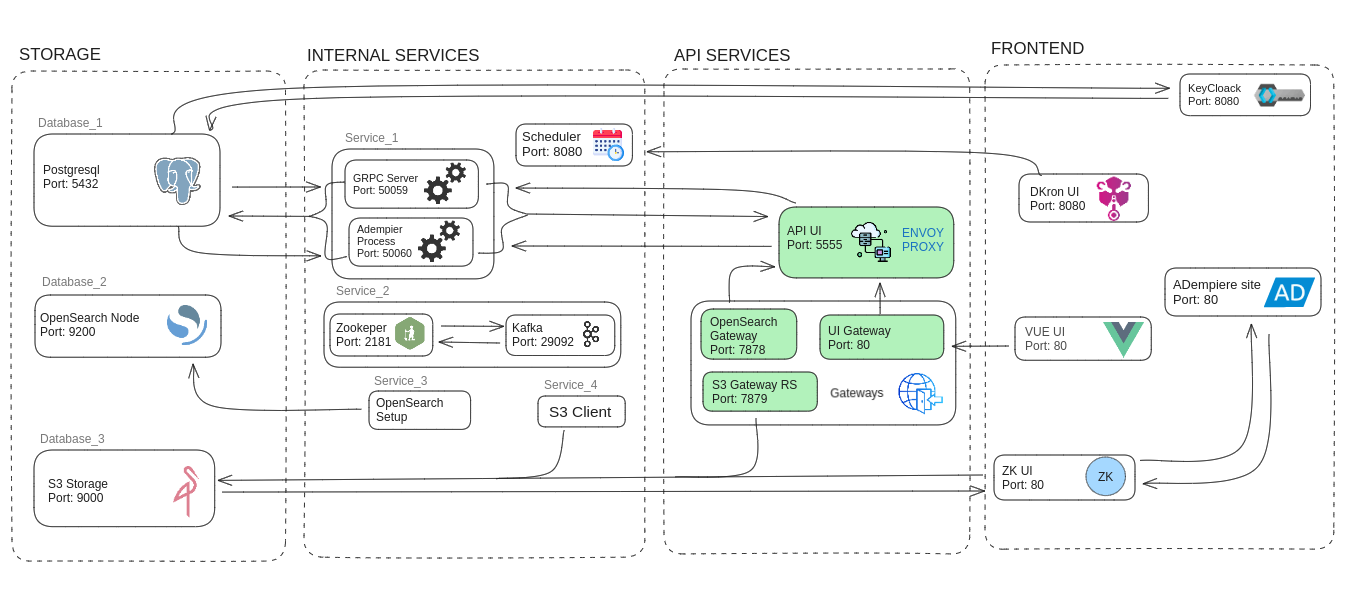 STORAGE
INTERNAL SERVICES
API SERVICES
FRONTEND
Database_1
Postgresql
Port: 5432
Database_2
OpenSearch Node
Port: 9200
Database_3
S3 Storage
Port: 9000
Service_1
GRPC Server
Port: 50059
Adempier
Process
Port: 50060
Scheduler
Port: 8080
Service_2
Zookeper
Port: 2181
Kafka
Port: 29092
Service_3
OpenSearch
Setup
Service_4
S3 Client
API UI
Port: 5555
ENVOY
PROXY
OpenSearch
Gateway
Port: 7878
UI Gateway
Port: 80
S3 Gateway RS
Port: 7879
Gateways
KeyCloack
Port: 8080
DKron UI
Port: 8080
ADempiere site
Port: 80
AD
VUE UI
Port: 80
ZK UI
Port: 80
ZK